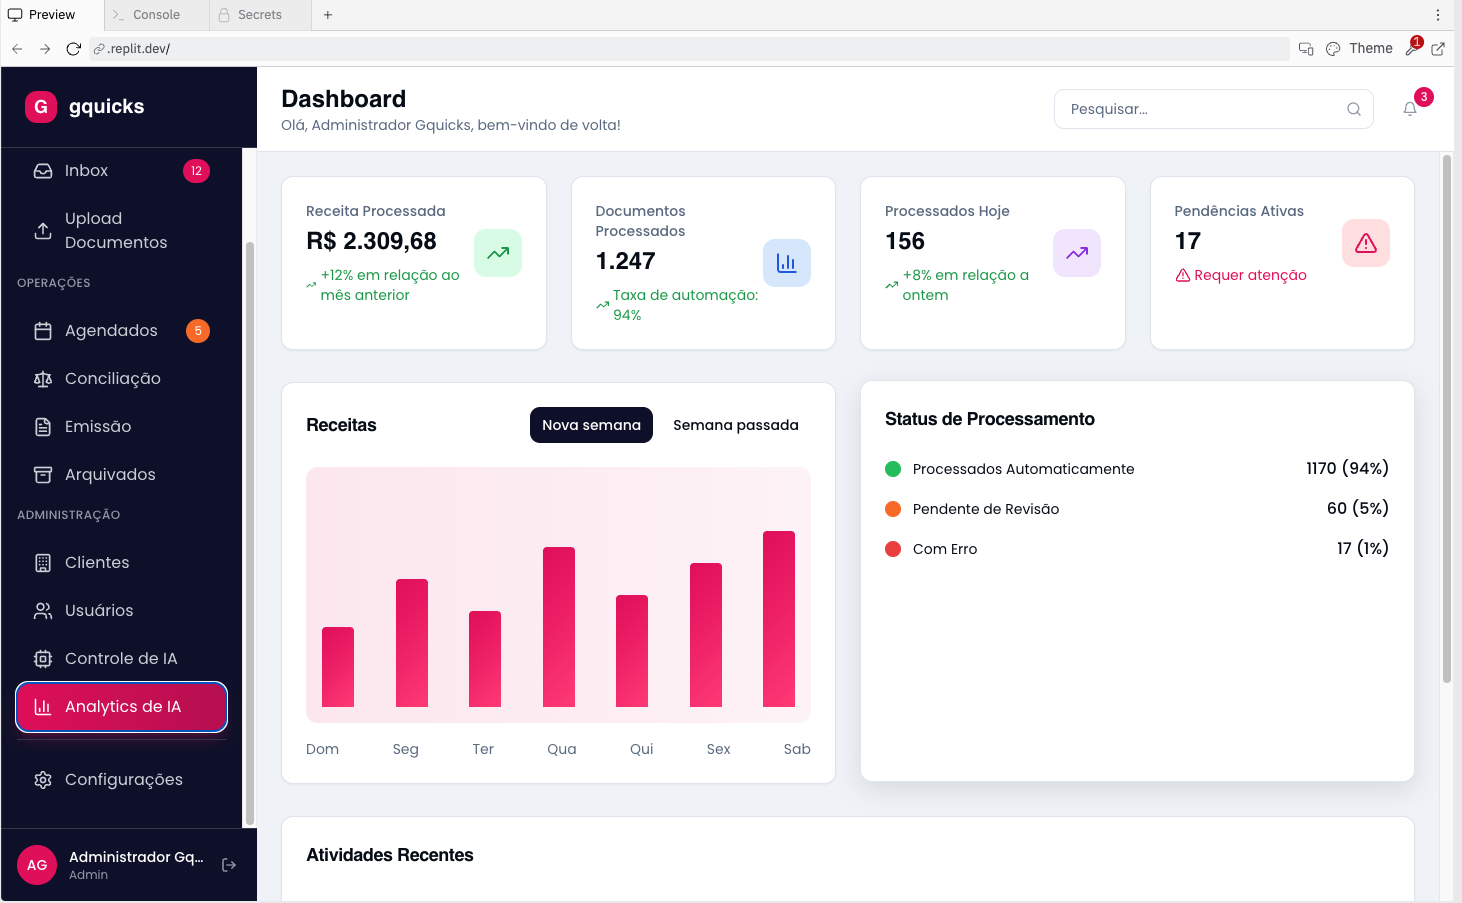 Preview
Console
Secrets
+
.replit.dev/
Theme
1
G
gquicks
Inbox
12
Upload
Documentos
OPERAÇÕES
Agendados
5
Conciliação
Emissão
Arquivados
ADMINISTRAÇÃO
Clientes
Usuários
Controle de IA
Analytics de IA
Configurações
AG
Administrador Gq...
Admin
Dashboard
Olá, Administrador Gquicks, bem-vindo de volta!
Pesquisar...
3
Receita Processada
R$ 2.309,68
+12% em relação ao
mês anterior
Documentos
Processados
1.247
Taxa de automação:
94%
Processados Hoje
156
+8% em relação a
ontem
Pendências Ativas
17
Requer atenção
Receitas
Nova semana
Semana passada
Dom
Seg
Ter
Qua
Qui
Sex
Sab
Status de Processamento
Processados Automaticamente
1170 (94%)
Pendente de Revisão
60 (5%)
Com Erro
17 (1%)
Atividades Recentes